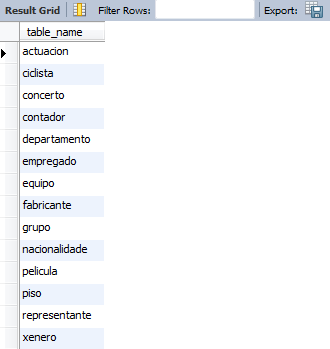 Result Grid Filter Rows: Export:
table_name
actuacion
ciclista
concerto
contador
departamento
empregado
equipo
fabricante
grupo
nacionalidade
pelicula
piso
representante
xenero